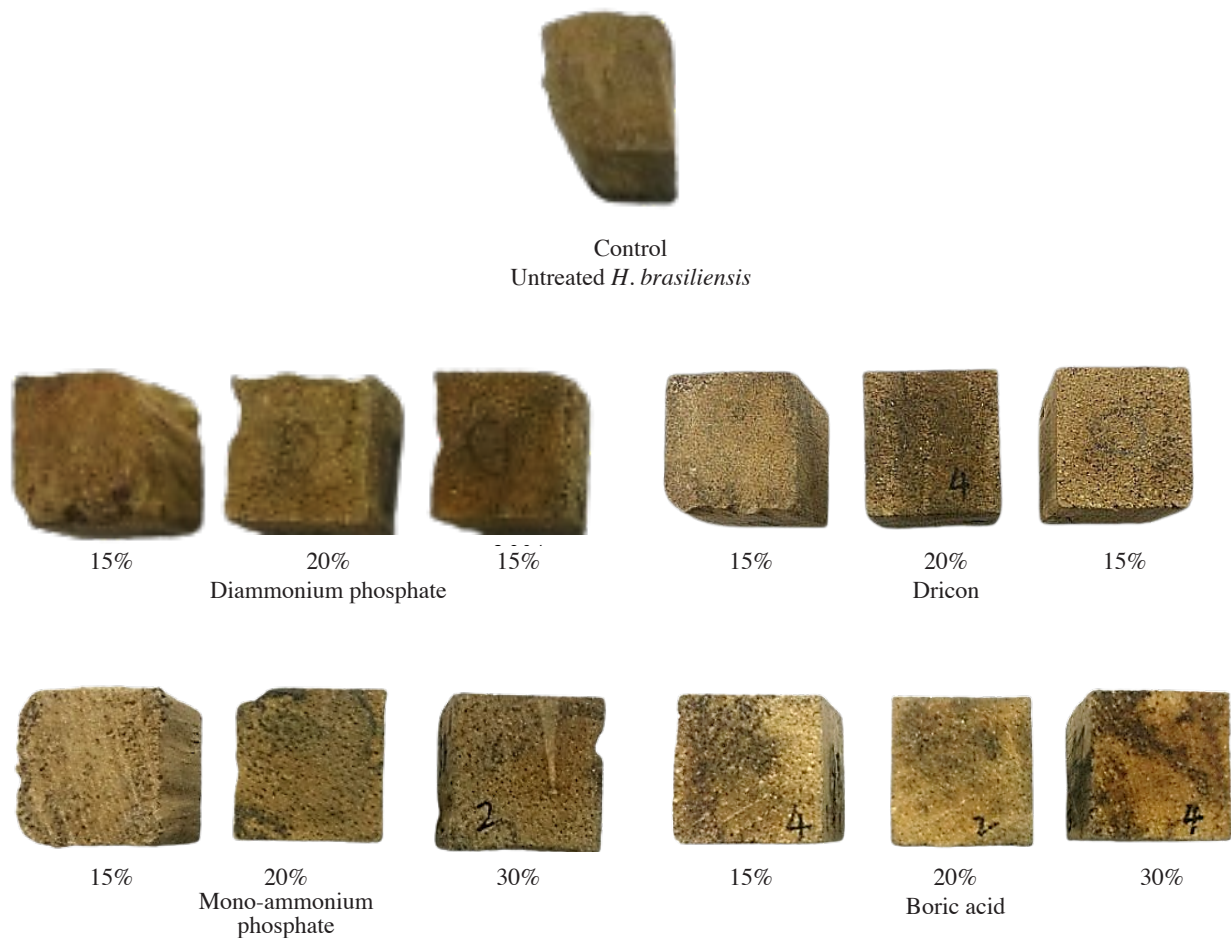 Control
Untreated H. brasiliensis
15% 20% 15%
Diammonium phosphate
4
15% 20% 15%
Dricon
2
15% 20% 30%
Mono-ammonium
phosphate
4 2 4
15% 20% 30%
Boric acid